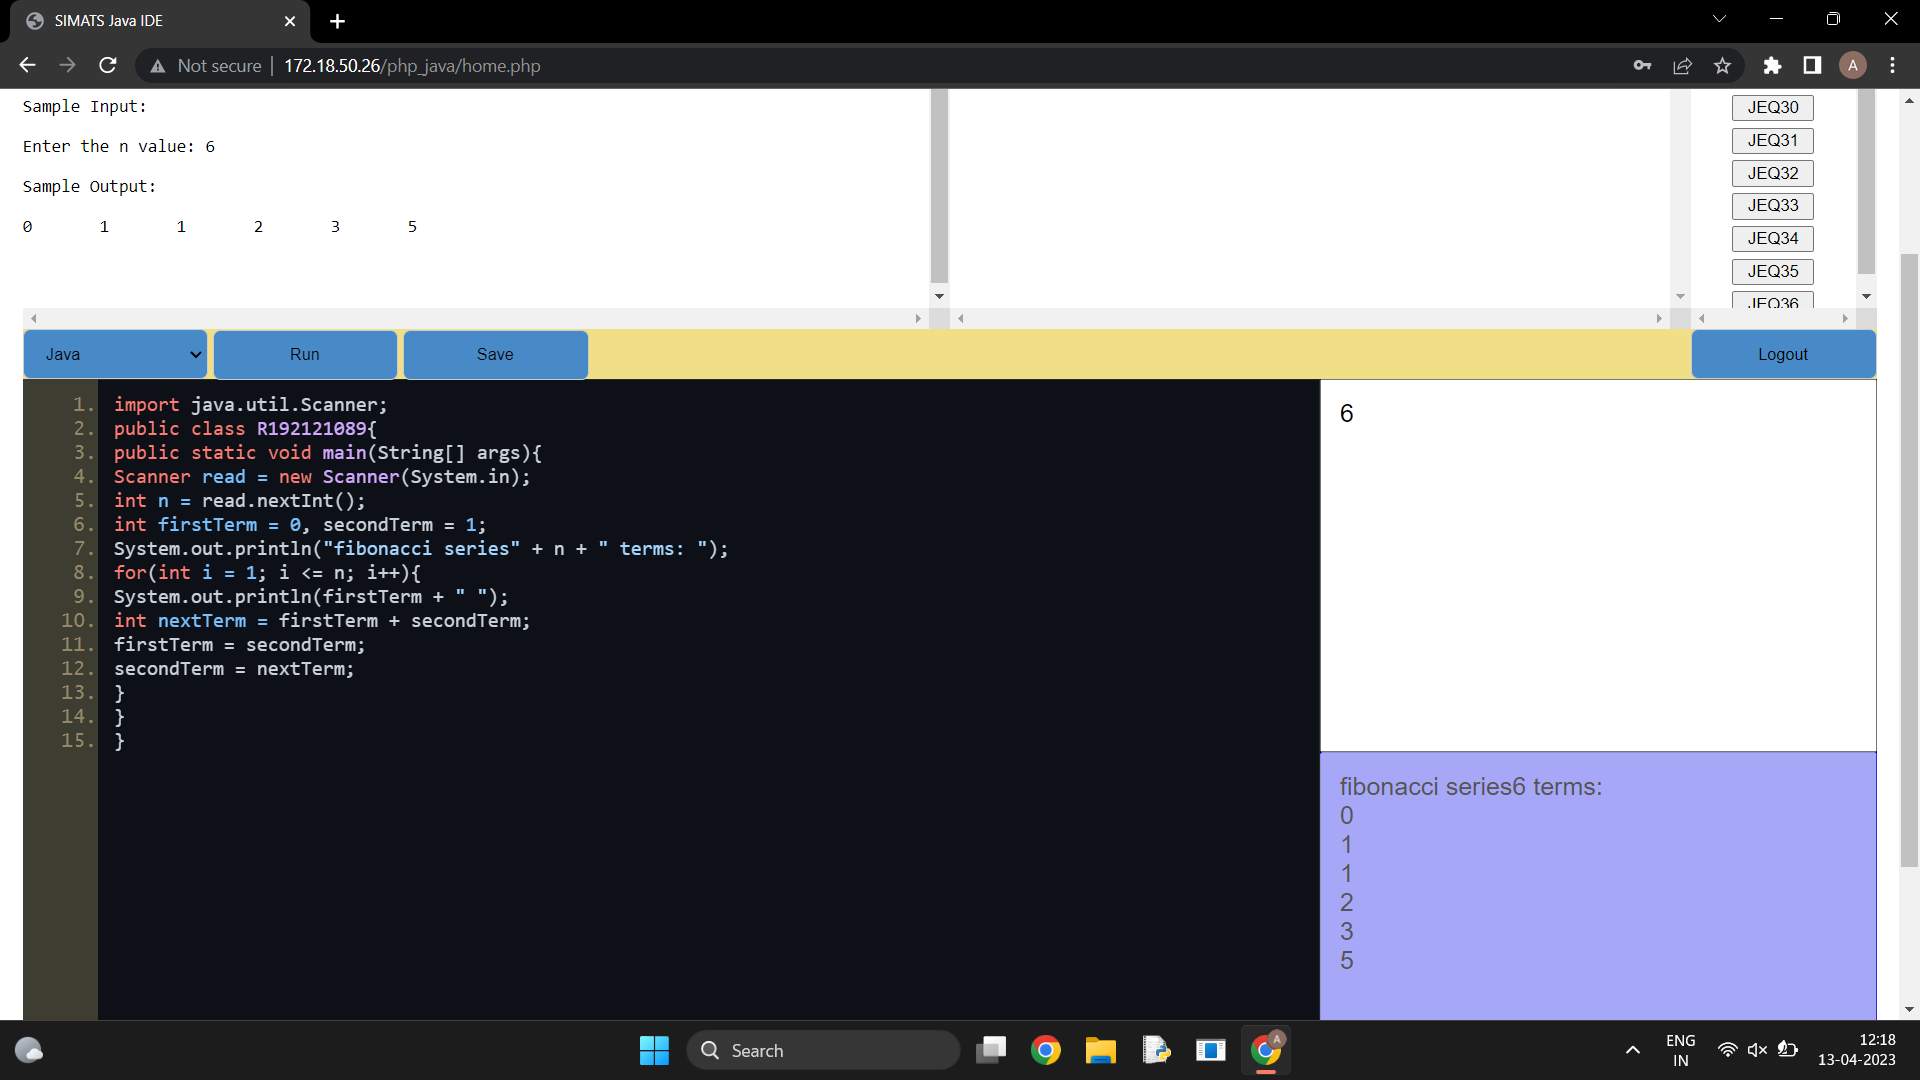 SIMATS Java IDE
Not secure | 172.18.50.26/php_java/home.php
A
Sample Input:
Enter the n value: 6
Sample Output:
0 1 1 2 3 5
JEQ30
JEQ31
JEQ32
JEQ33
JEQ34
JEQ35
JEQ36
Java Run Save Logout
1. import java.util.Scanner;
2. public class R192121089{
3. public static void main(String[] args){
4. Scanner read = new Scanner(System.in);
5. int n = read.nextInt();
6. int firstTerm = 0, secondTerm = 1;
7. System.out.println("fibonacci series" + n + " terms: ");
8. for(int i = 1; i <= n; i++){
9. System.out.println(firstTerm + " ");
10. int nextTerm = firstTerm + secondTerm;
11. firstTerm = secondTerm;
12. secondTerm = nextTerm;
13. }
14. }
15. }
6
fibonacci series6 terms:
0
1
1
2
3
5
Search
A
ENG
IN
12:18
13-04-2023